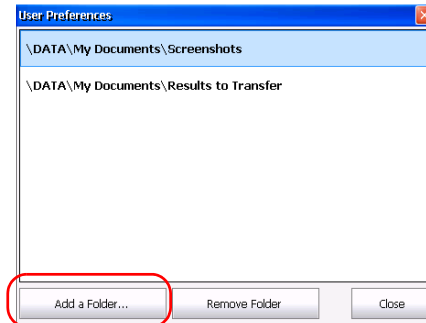 User Preferences
\DATA\My Documents\Screenshots
\DATA\My Documents\Results to Transfer
Add a Folder... Remove Folder Close